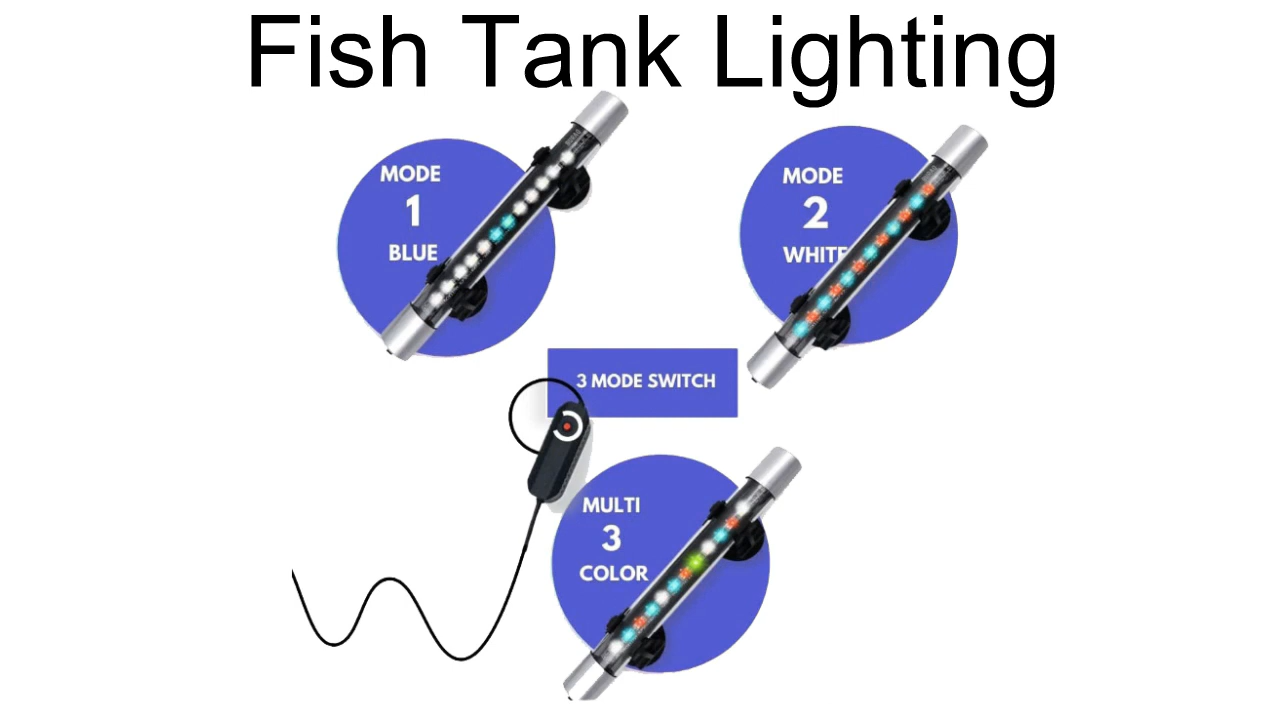 Fish Tank Lighting
MODE
1
BLUE
MODE
2
WHITE
3 MODE SWITCH
MULTI
3
COLOR